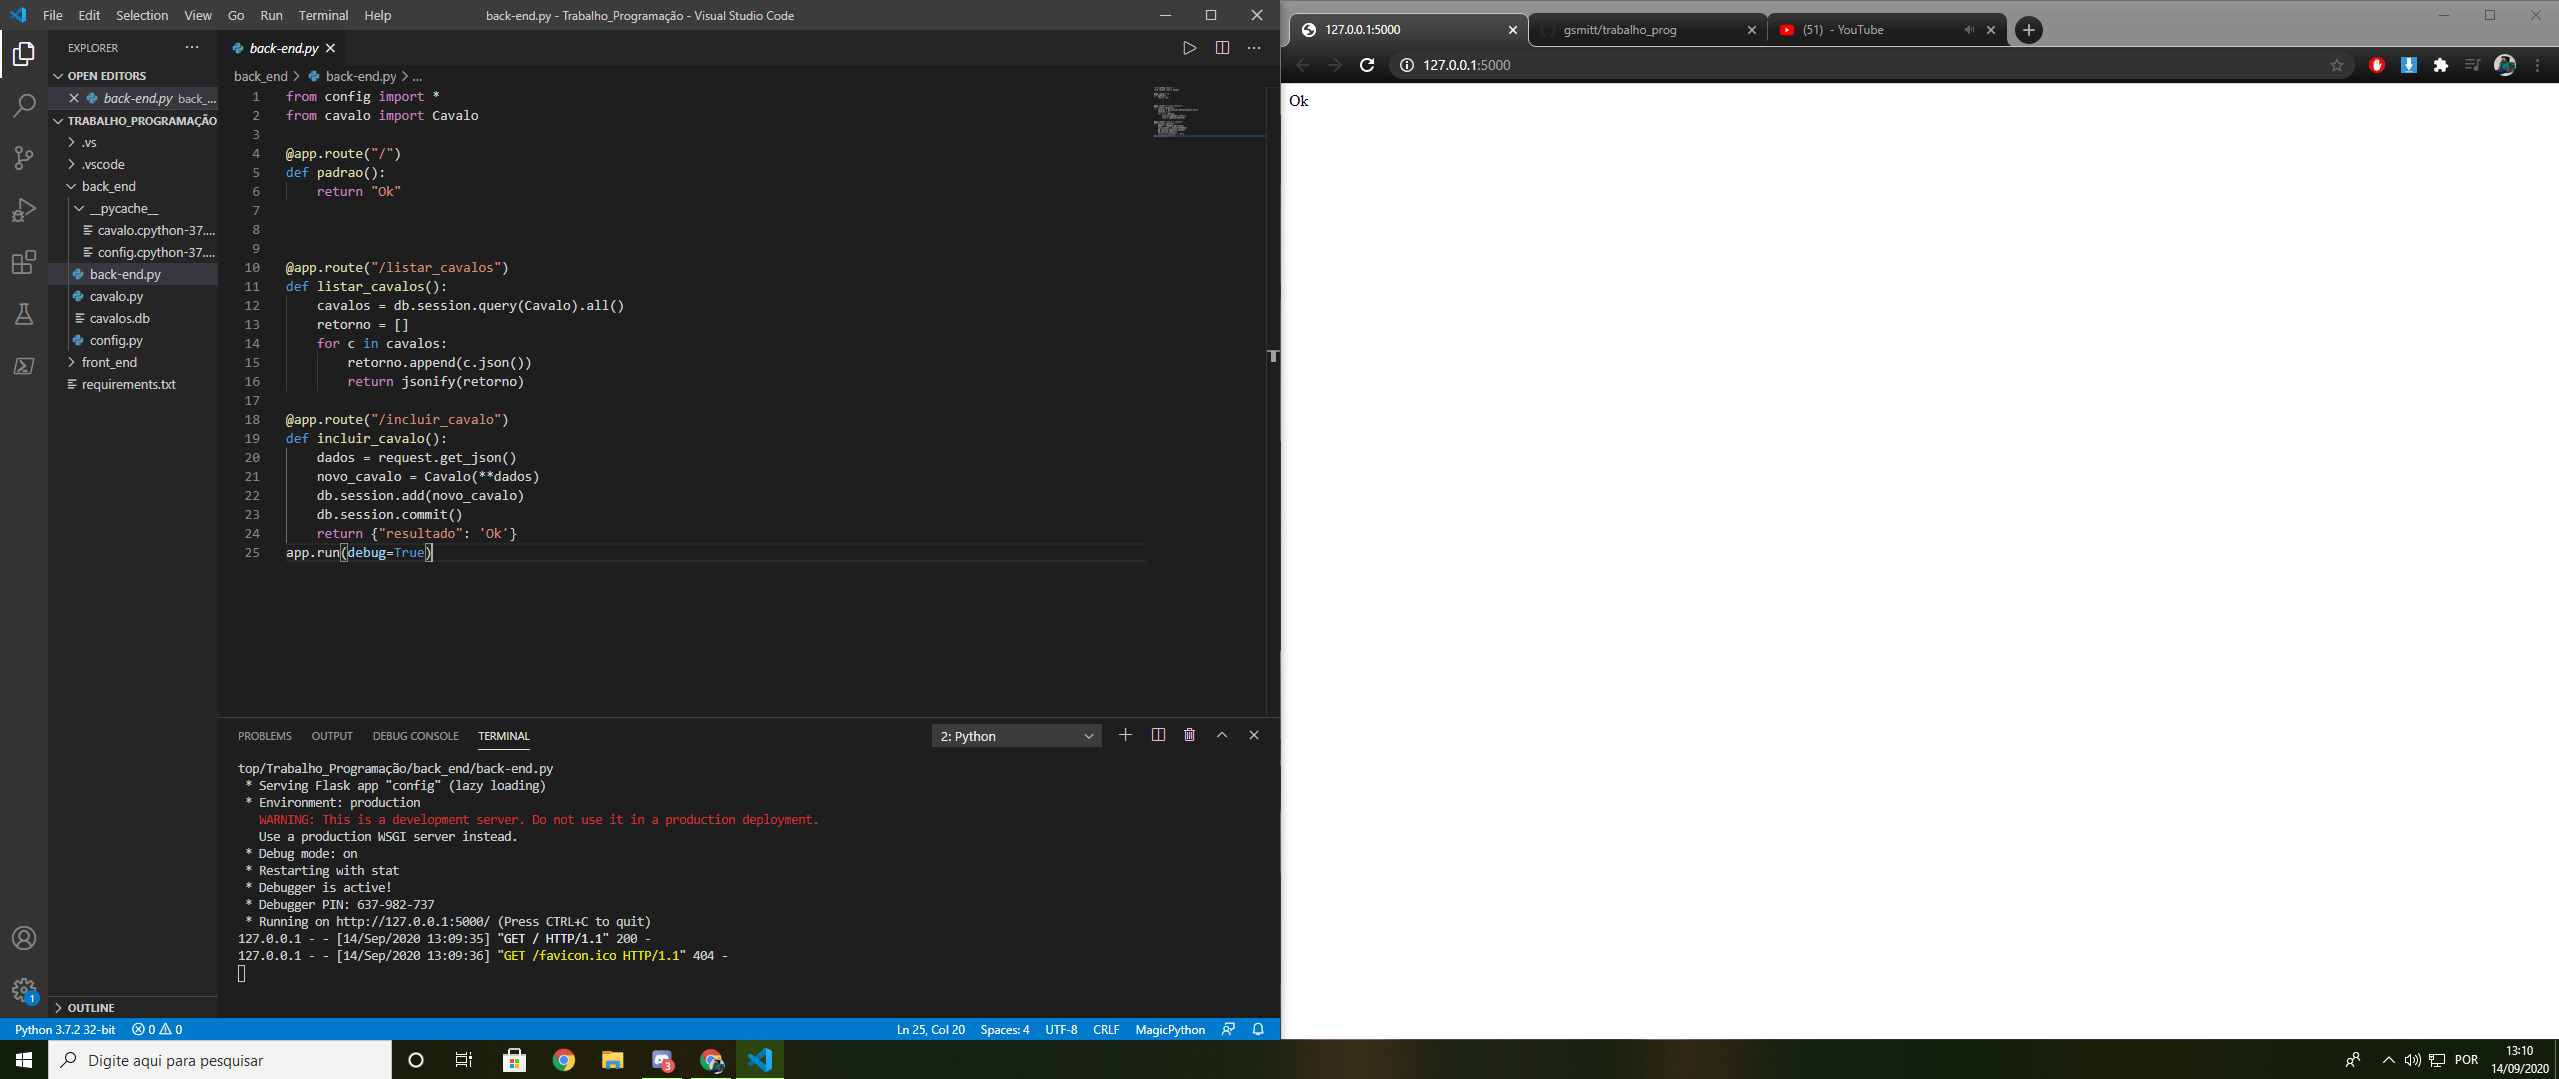 File Edit Selection View Go Run Terminal Help
back-end.py - Trabalho_Programação - Visual Studio Code
EXPLORER
OPEN EDITORS
back-end.py back_...
TRABALHO_PROGRAMAÇÃO
.vs
.vscode
back_end
__pycache__
cavalo.cpython-37....
config.cpython-37....
back-end.py
cavalo.py
cavalos.db
config.py
front_end
requirements.txt
OUTLINE
back-end.py
back_end > back-end.py > ...
1 from config import *
2 from cavalo import Cavalo
3
4 @app.route("/")
5 def padrao():
6 return "Ok"
7
8
9
10 @app.route("/listar_cavalos")
11 def listar_cavalos():
12 cavalos = db.session.query(Cavalo).all()
13 retorno = []
14 for c in cavalos:
15 retorno.append(c.json())
16 return jsonify(retorno)
17
18 @app.route("/incluir_cavalo")
19 def incluir_cavalo():
20 dados = request.get_json()
21 novo_cavalo = Cavalo(**dados)
22 db.session.add(novo_cavalo)
23 db.session.commit()
24 return {"resultado": 'Ok'}
25 app.run(debug=True)
PROBLEMS OUTPUT DEBUG CONSOLE TERMINAL
2: Python
top/Trabalho_Programação/back_end/back-end.py
* Serving Flask app "config" (lazy loading)
* Environment: production
WARNING: This is a development server. Do not use it in a production deployment.
Use a production WSGI server instead.
* Debug mode: on
* Restarting with stat
* Debugger is active!
* Debugger PIN: 637-982-737
* Running on http://127.0.0.1:5000/ (Press CTRL+C to quit)
127.0.0.1 - - [14/Sep/2020 13:09:35] "GET / HTTP/1.1" 200 -
127.0.0.1 - - [14/Sep/2020 13:09:36] "GET /favicon.ico HTTP/1.1" 404 -
1
Python 3.7.2 32-bit 0 0
Ln 25, Col 20 Spaces: 4 UTF-8 CRLF MagicPython
127.0.0.1:5000
gsmitt/trabalho_prog
(51) - YouTube
127.0.0.1:5000
Ok
Digite aqui para pesquisar
3
POR
13:10
14/09/2020